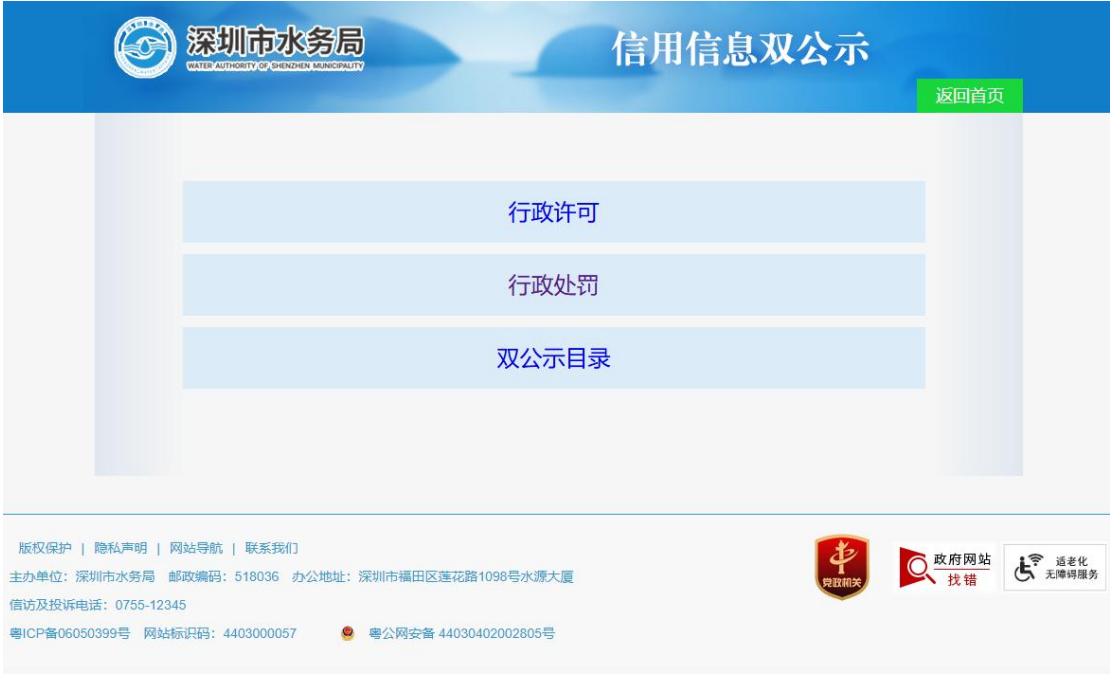 深圳市水务局
WATER AUTHORITY OF SHENZHEN MUNICIPALITY
信用信息双公示
返回首页
行政许可
行政处罚
双公示目录
版权保护 | 隐私声明 | 网站导航 | 联系我们
主办单位：深圳市水务局 邮政编码：518036 办公地址：深圳市福田区莲花路1098号水源大厦
信访及投诉电话：0755-12345
粤ICP备06050399号 网站标识码：4403000057 粤公网安备 44030402002805号
党政机关
政府网站
找错
适老化
无障碍服务